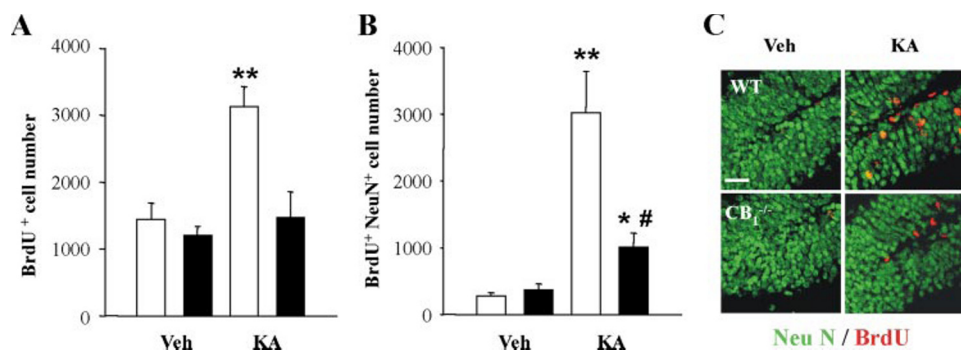 A
BrdU + cell number
4000
3000
2000
1000
0
**
Veh
KA
B
BrdU+ NeuN+ cell number
4000
3000
2000
1000
0
**
* #
Veh
KA
C
Veh
KA
WT
CB1-/-
Neu N / BrdU